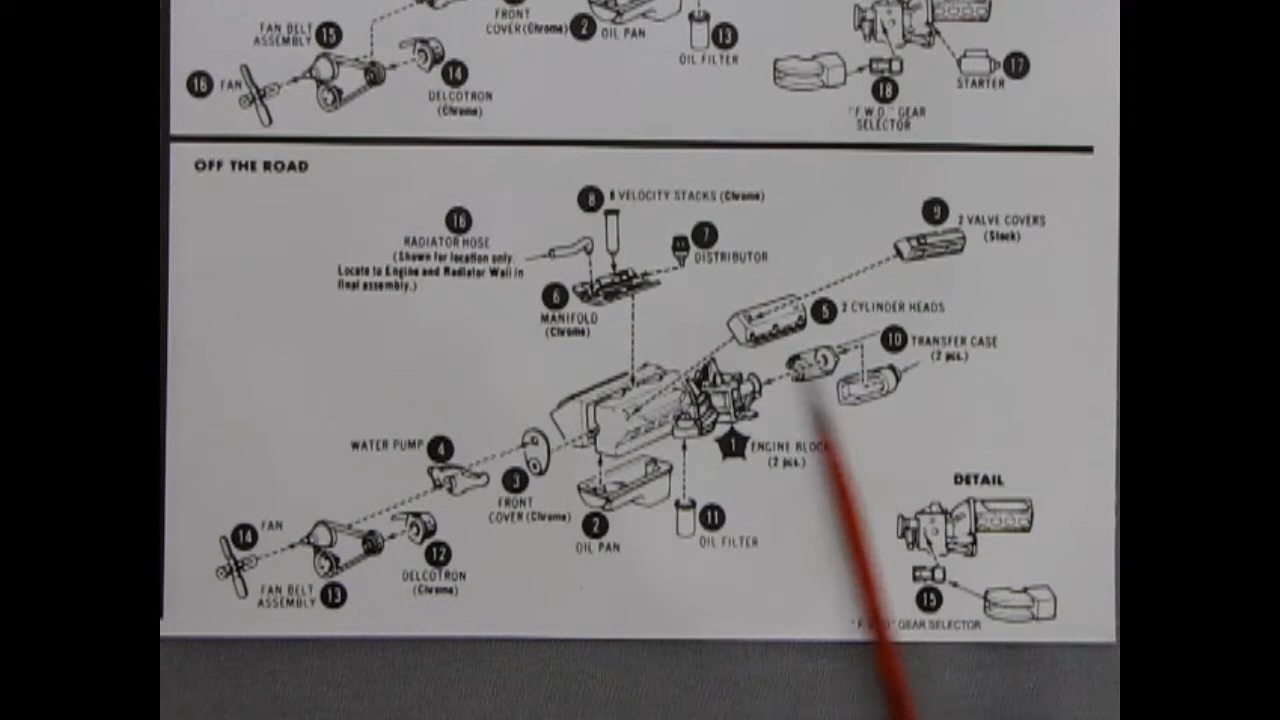 FAN BELT
ASSEMBLY 15
16 FAN
14
DELCOTRON
(Chrome)
FRONT
COVER (Chrome)
2 OIL PAN
13
OIL FILTER
17
STARTER
18
"F.W.D" GEAR
SELECTOR
OFF THE ROAD
8 8 VELOCITY STACKS (Chrome)
16
RADIATOR HOSE
(Shown for location only.
Locate to Engine and Radiator Wall in
final assembly.)
7
DISTRIBUTOR
9 2 VALVE COVERS
(Stock)
6
MANIFOLD
(Chrome)
5 2 CYLINDER HEADS
10 TRANSFER CASE
(2 pcs.)
1 ENGINE BLOCK
(2 pcs.)
WATER PUMP 4
3
FRONT
COVER (Chrome)
2
OIL PAN
11
OIL FILTER
14 FAN
12
DELCOTRON
(Chrome)
FAN BELT
ASSEMBLY 13
DETAIL
15
GEAR SELECTOR